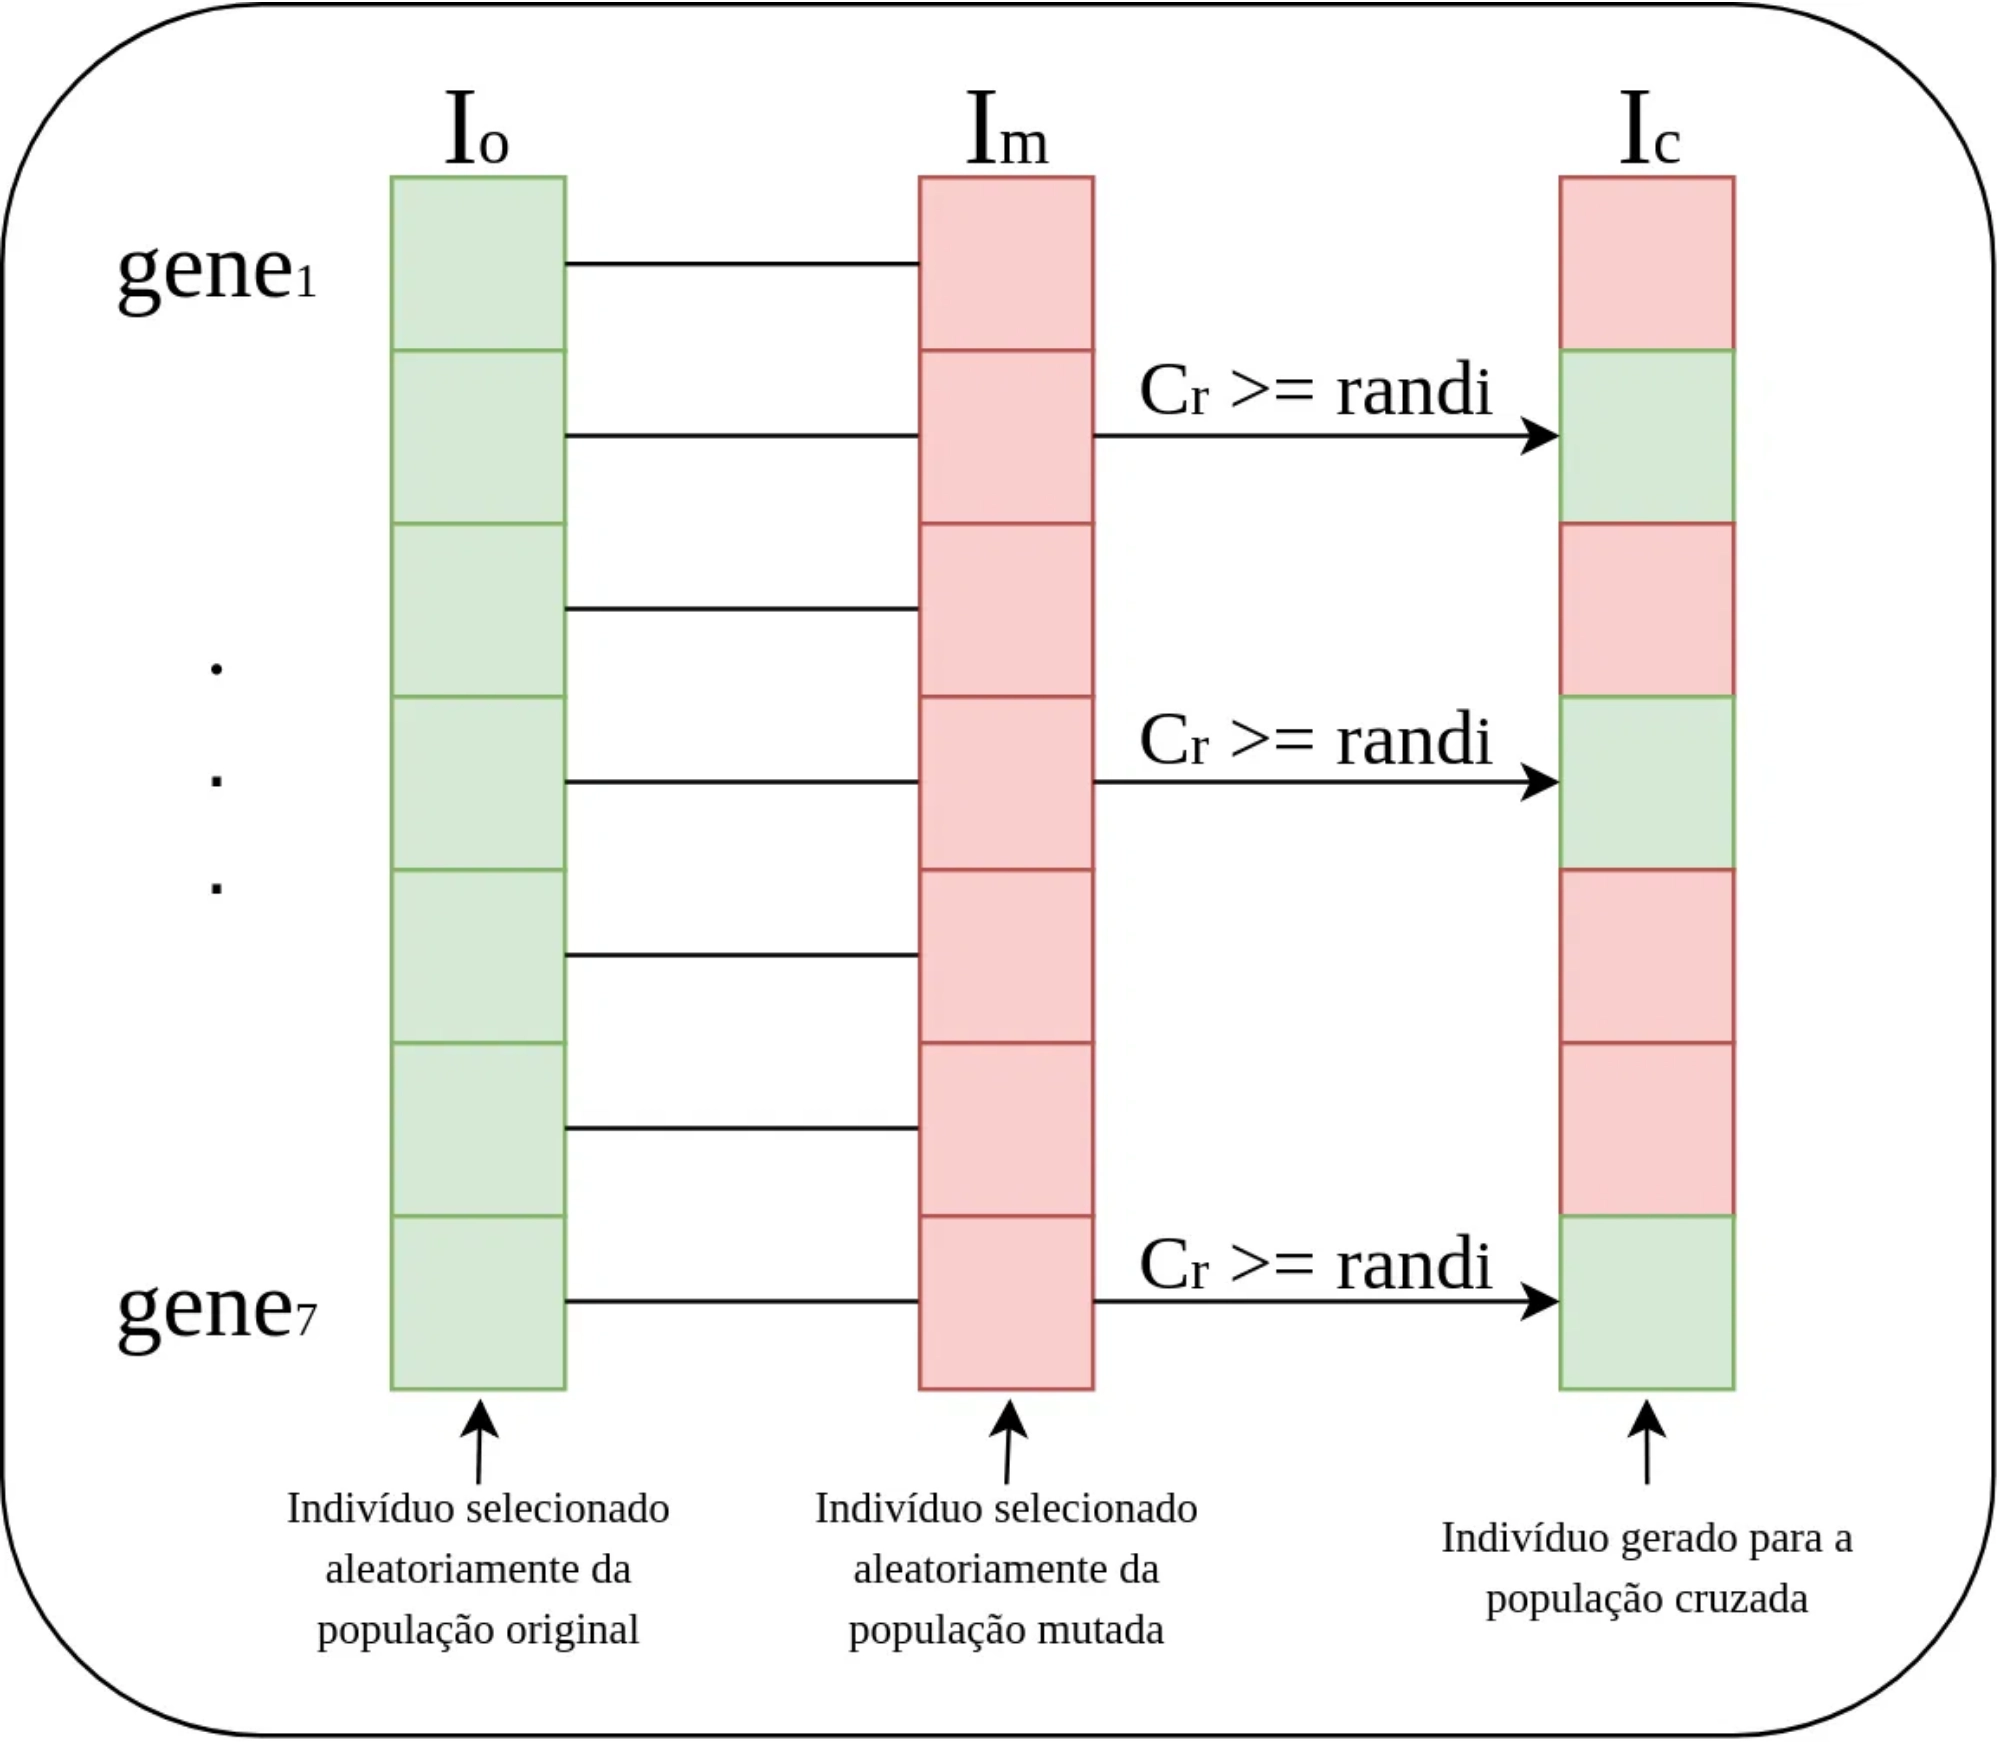 Io
Im
Ic
gene1
Cr >= randi
.
.
.
Cr >= randi
gene7
Cr >= randi
Indivíduo selecionado
aleatoriamente da
população original
Indivíduo selecionado
aleatoriamente da
população mutada
Indivíduo gerado para a
população cruzada